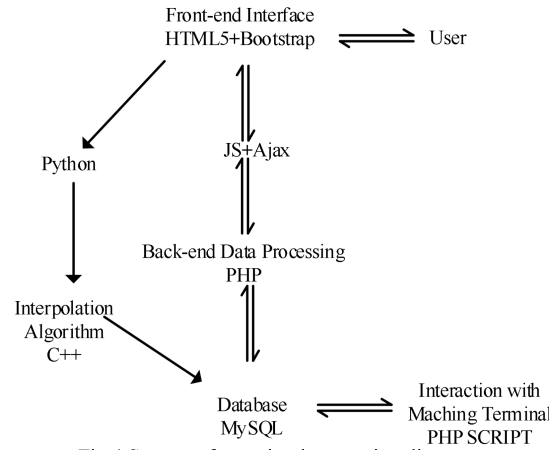 Front-end Interface
HTML5+Bootstrap
User
JS+Ajax
Python
Back-end Data Processing
PHP
Interpolation
Algorithm
C++
Database
MySQL
Interaction with
Maching Terminal
PHP SCRIPT